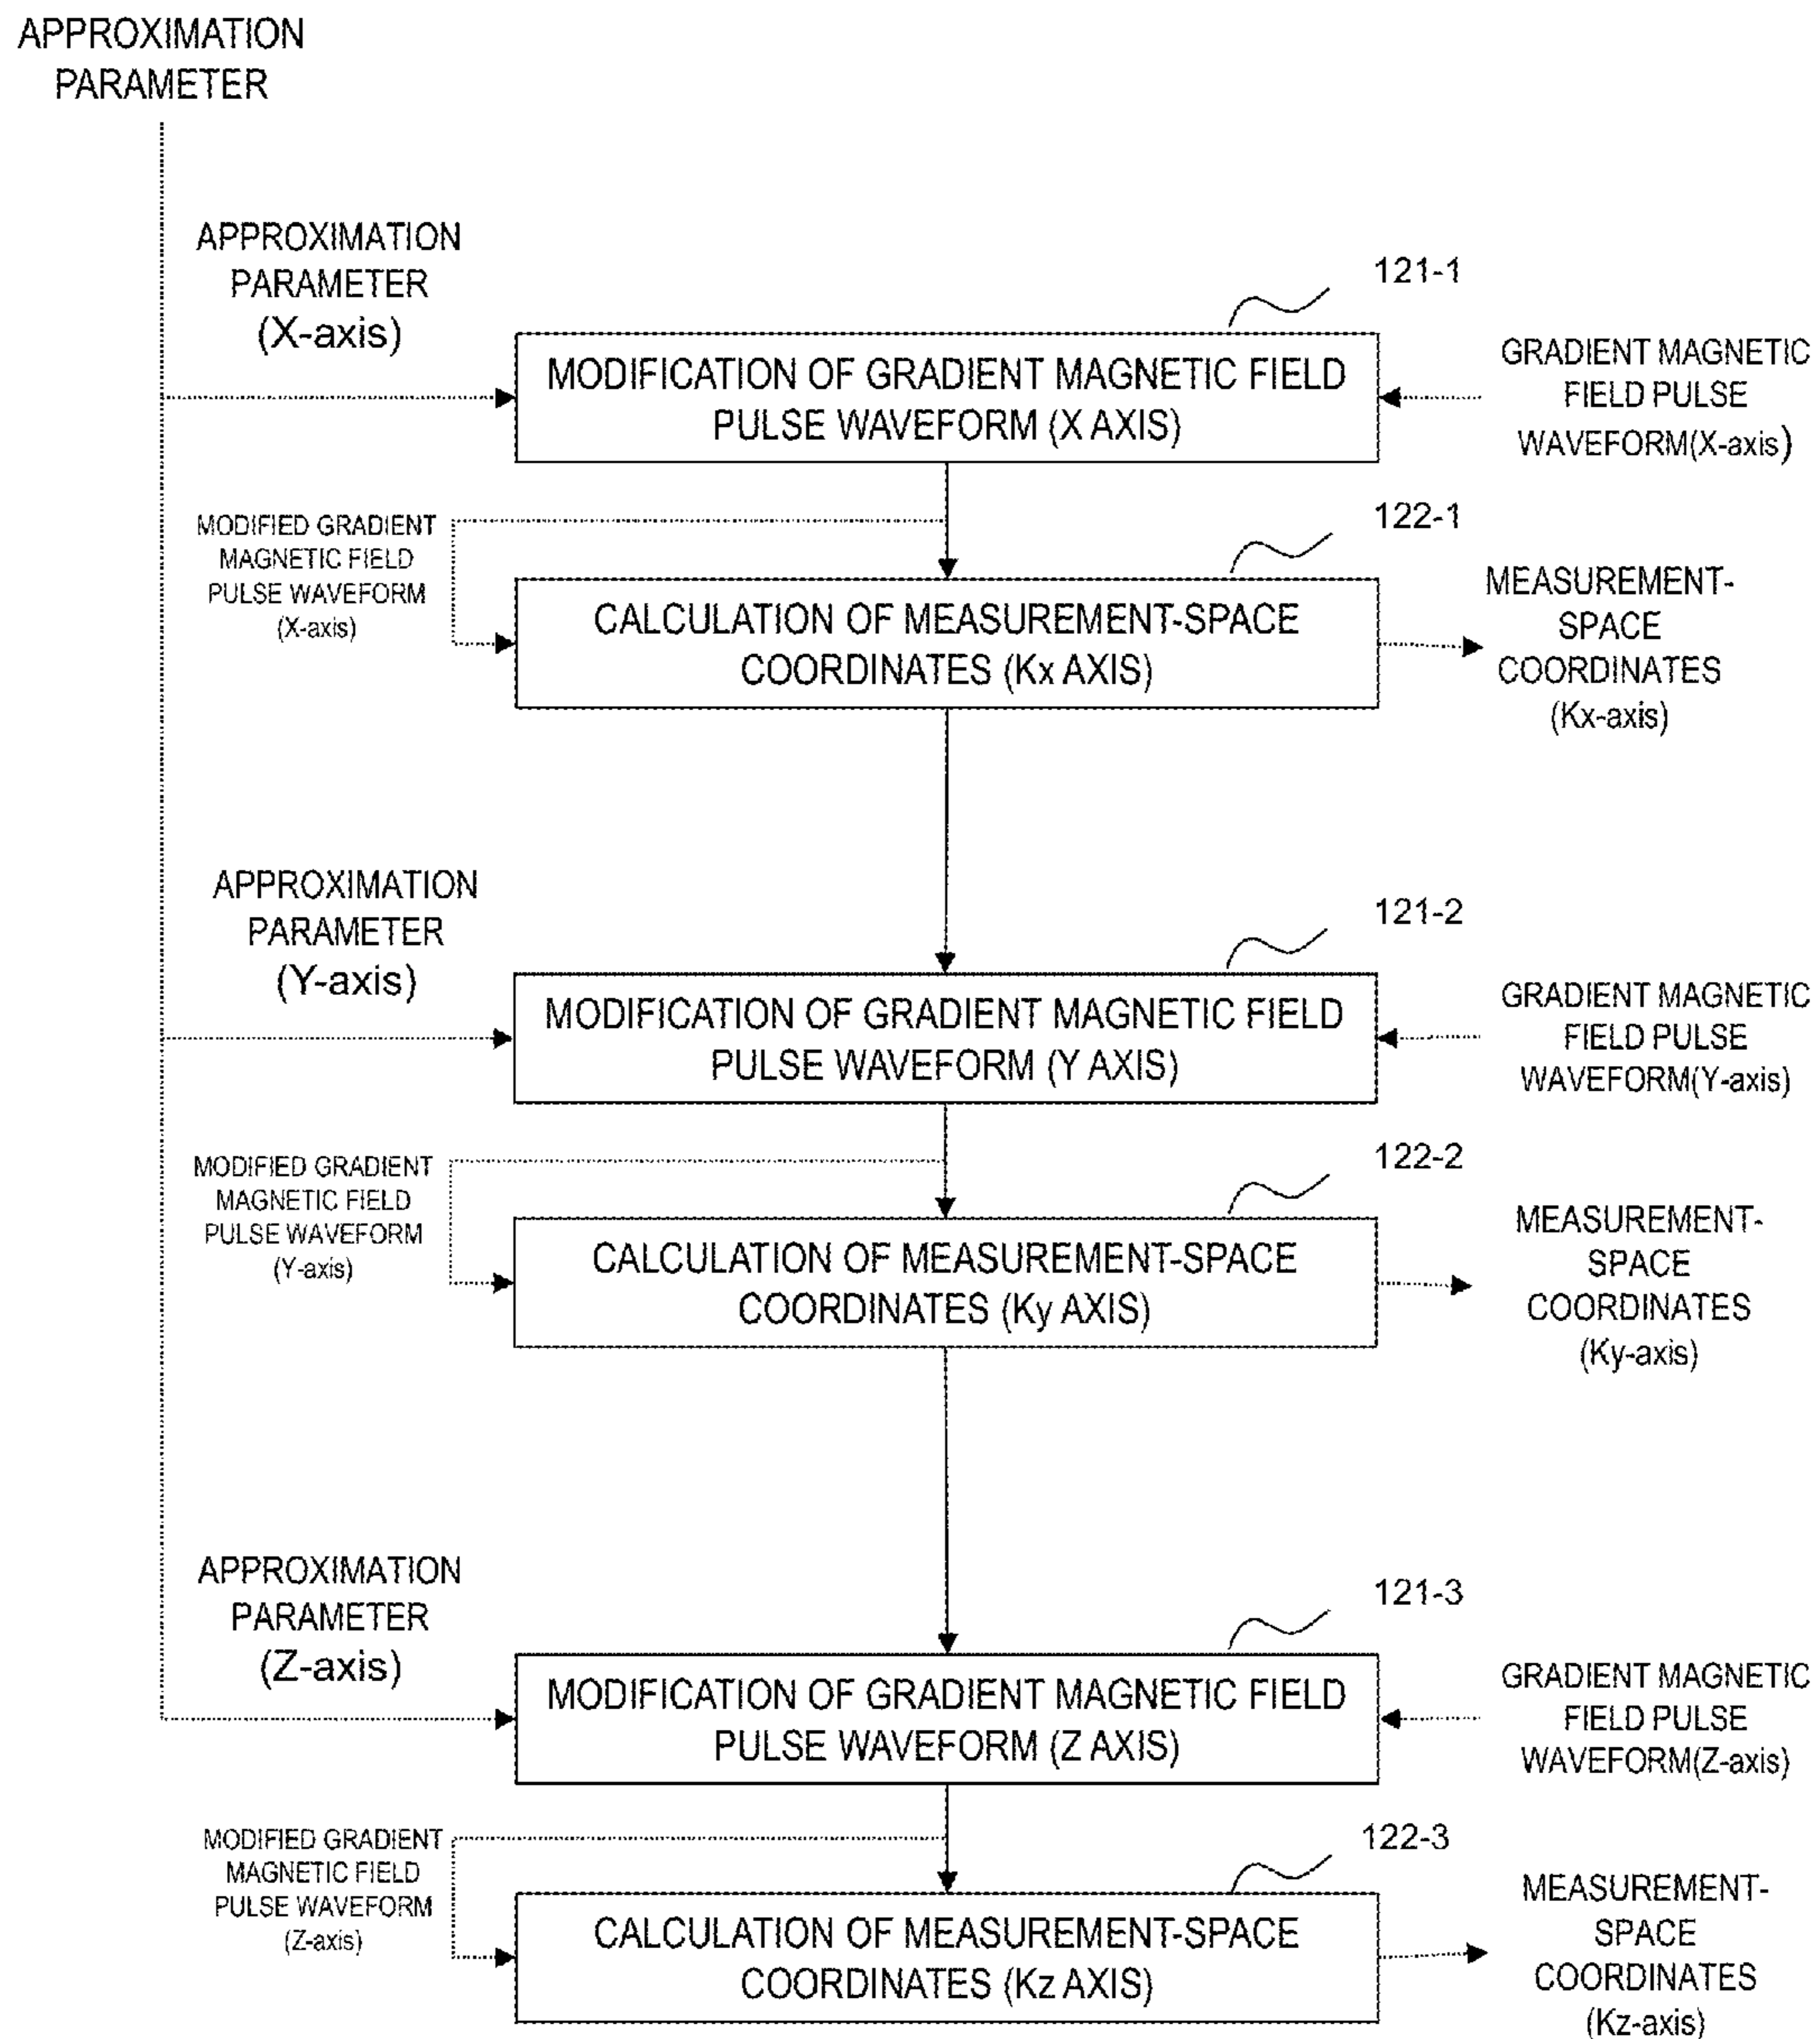 APPROXIMATION
PARAMETER
APPROXIMATION
PARAMETER
(X-axis)
121-1
MODIFICATION OF GRADIENT MAGNETIC FIELD
PULSE WAVEFORM (X AXIS)
GRADIENT MAGNETIC
FIELD PULSE
WAVEFORM(X-axis)
MODIFIED GRADIENT
MAGNETIC FIELD
PULSE WAVEFORM
(X-axis)
122-1
CALCULATION OF MEASUREMENT-SPACE
COORDINATES (Kx AXIS)
MEASUREMENT-
SPACE
COORDINATES
(Kx-axis)
APPROXIMATION
PARAMETER
(Y-axis)
121-2
MODIFICATION OF GRADIENT MAGNETIC FIELD
PULSE WAVEFORM (Y AXIS)
GRADIENT MAGNETIC
FIELD PULSE
WAVEFORM(Y-axis)
MODIFIED GRADIENT
MAGNETIC FIELD
PULSE WAVEFORM
(Y-axis)
122-2
CALCULATION OF MEASUREMENT-SPACE
COORDINATES (Ky AXIS)
MEASUREMENT-
SPACE
COORDINATES
(Ky-axis)
APPROXIMATION
PARAMETER
(Z-axis)
121-3
MODIFICATION OF GRADIENT MAGNETIC FIELD
PULSE WAVEFORM (Z AXIS)
GRADIENT MAGNETIC
FIELD PULSE
WAVEFORM(Z-axis)
MODIFIED GRADIENT
MAGNETIC FIELD
PULSE WAVEFORM
(Z-axis)
122-3
CALCULATION OF MEASUREMENT-SPACE
COORDINATES (Kz AXIS)
MEASUREMENT-
SPACE
COORDINATES
(Kz-axis)